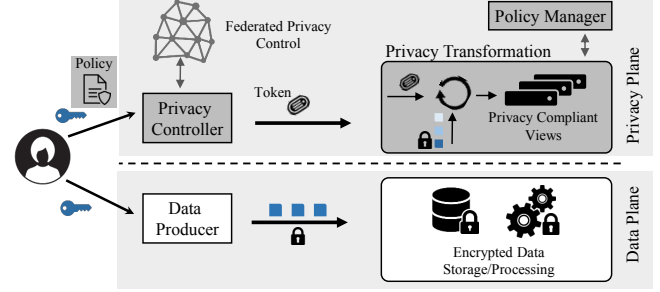 Federated Privacy
Control
Policy Manager
Policy
Privacy Transformation
Privacy
Controller
Token
Privacy Compliant
Views
Privacy Plane
Data
Producer
Encrypted Data
Storage/Processing
Data Plane